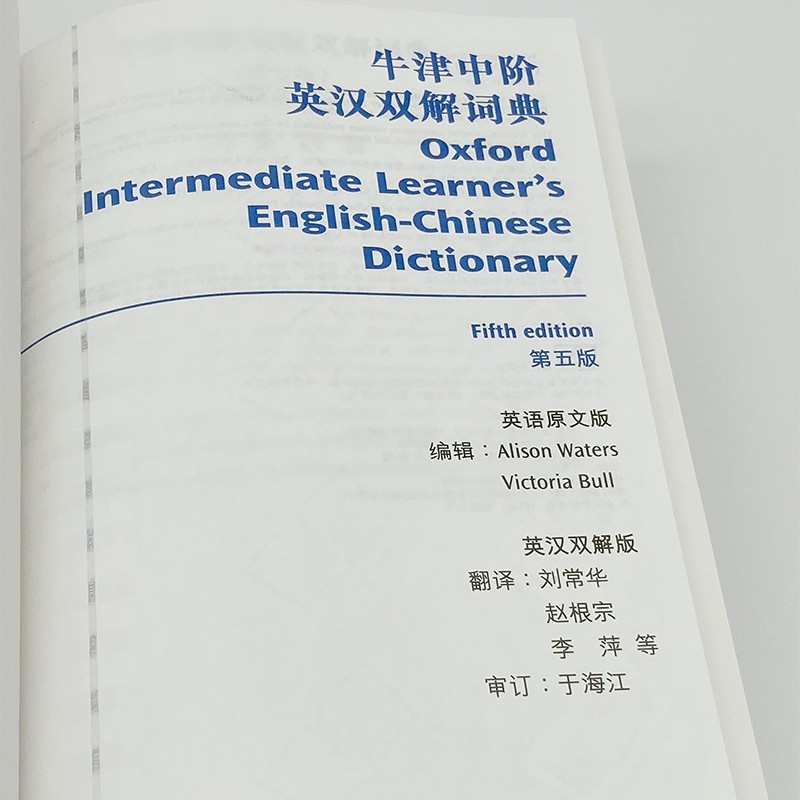 牛津中阶
英汉双解词典
Oxford
Intermediate Learner's
English-Chinese
Dictionary
Fifth edition
第五版
英语原文版
编辑：Alison Waters
Victoria Bull
英汉双解版
翻译：刘常华
赵根宗
李 萍 等
审订：于海江